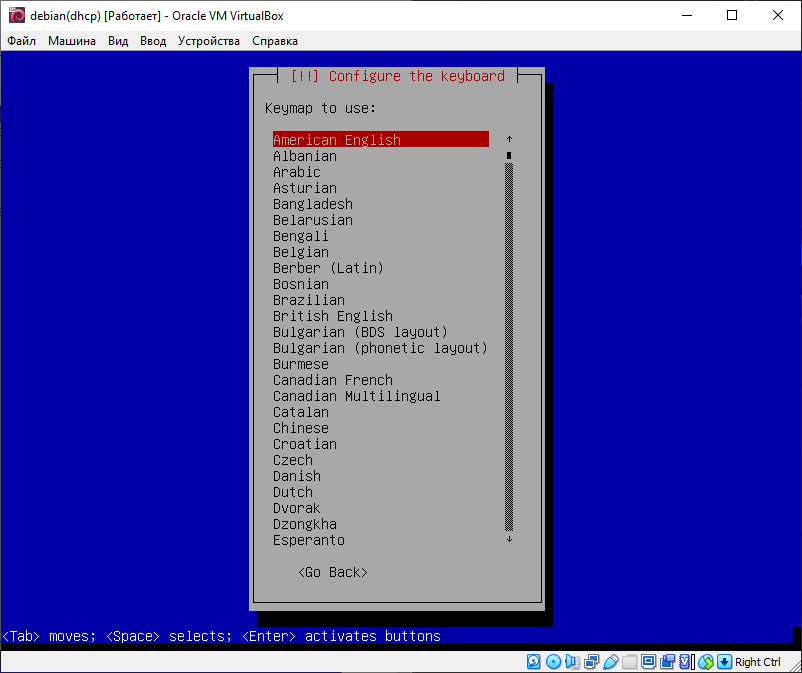 debian(dhcp) [Работает] - Oracle VM VirtualBox
Файл Машина Вид Ввод Устройства Справка
[!!] Configure the keyboard
Keymap to use:
American English
Albanian
Arabic
Asturian
Bangladesh
Belarusian
Bengali
Belgian
Berber (Latin)
Bosnian
Brazilian
British English
Bulgarian (BDS layout)
Bulgarian (phonetic layout)
Burmese
Canadian French
Canadian Multilingual
Catalan
Chinese
Croatian
Czech
Danish
Dutch
Dvorak
Dzongkha
Esperanto
<Go Back>
<Tab> moves; <Space> selects; <Enter> activates buttons
Right Ctrl